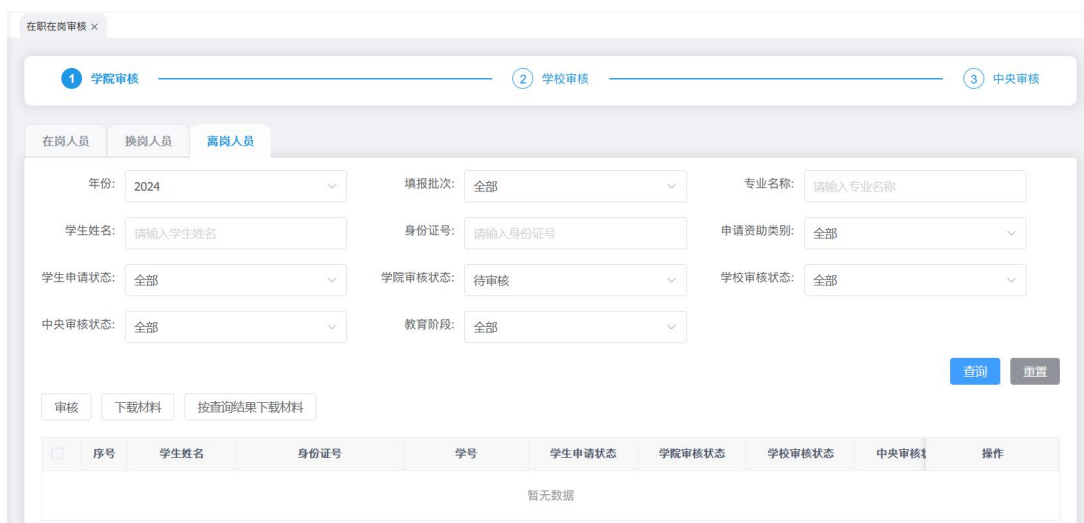 在职在岗审核 ×
1 学院审核 2 学校审核 3 中央审核
在岗人员 换岗人员 离岗人员
年份: 2024 填报批次: 全部 专业名称: 请输入专业名称
学生姓名: 请输入学生姓名 身份证号: 请输入身份证号 申请资助类别: 全部
学生申请状态: 全部 学院审核状态: 待审核 学校审核状态: 全部
中央审核状态: 全部 教育阶段: 全部
查询 重置
审核 下载材料 按查询结果下载材料
序号 学生姓名 身份证号 学号 学生申请状态 学院审核状态 学校审核状态 中央审核 操作
暂无数据